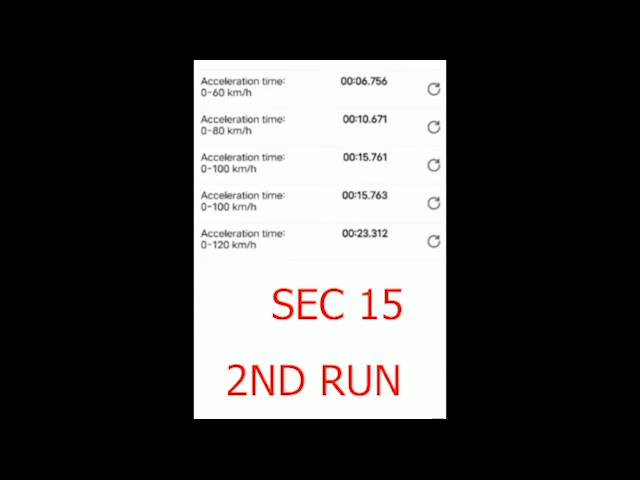 Acceleration time: 00:06.756
0-60 km/h
Acceleration time: 00:10.671
0-80 km/h
Acceleration time: 00:15.761
0-100 km/h
Acceleration time: 00:15.763
0-100 km/h
Acceleration time: 00:23.312
0-120 km/h
SEC 15
2ND RUN